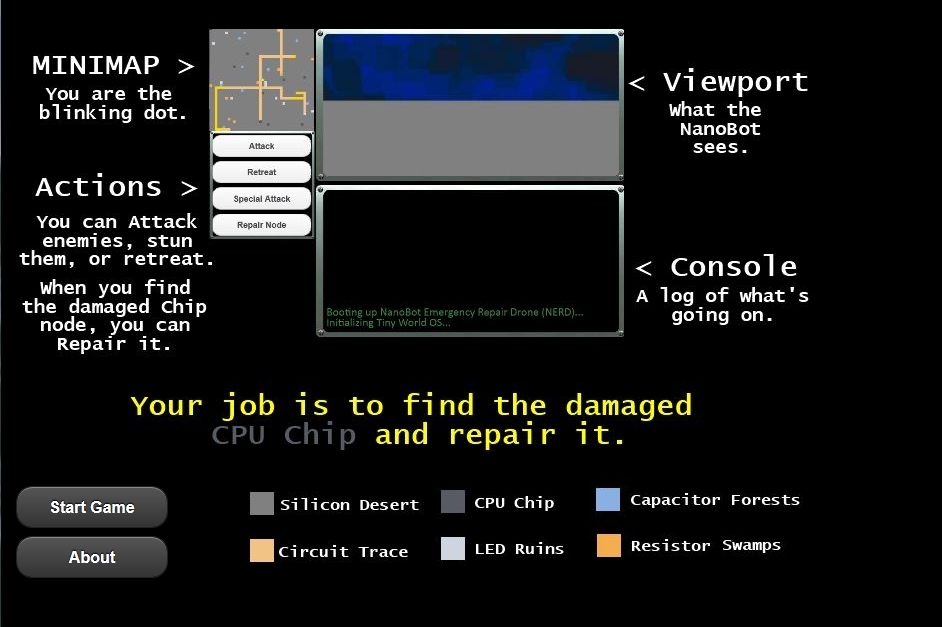 MINIMAP >
You are the
blinking dot.
Actions >
You can Attack
enemies, stun
them, or retreat.
When you find
the damaged Chip
node, you can
Repair it.
Attack
Retreat
Special Attack
Repair Node
< Viewport
What the
NanoBot
sees.
Booting up NanoBot Emergency Repair Drone (NERD)...
Initializing Tiny World OS...
< Console
A log of what's
going on.
Your job is to find the damaged
CPU Chip and repair it.
Start Game
About
Silicon Desert
CPU Chip
Capacitor Forests
Circuit Trace
LED Ruins
Resistor Swamps